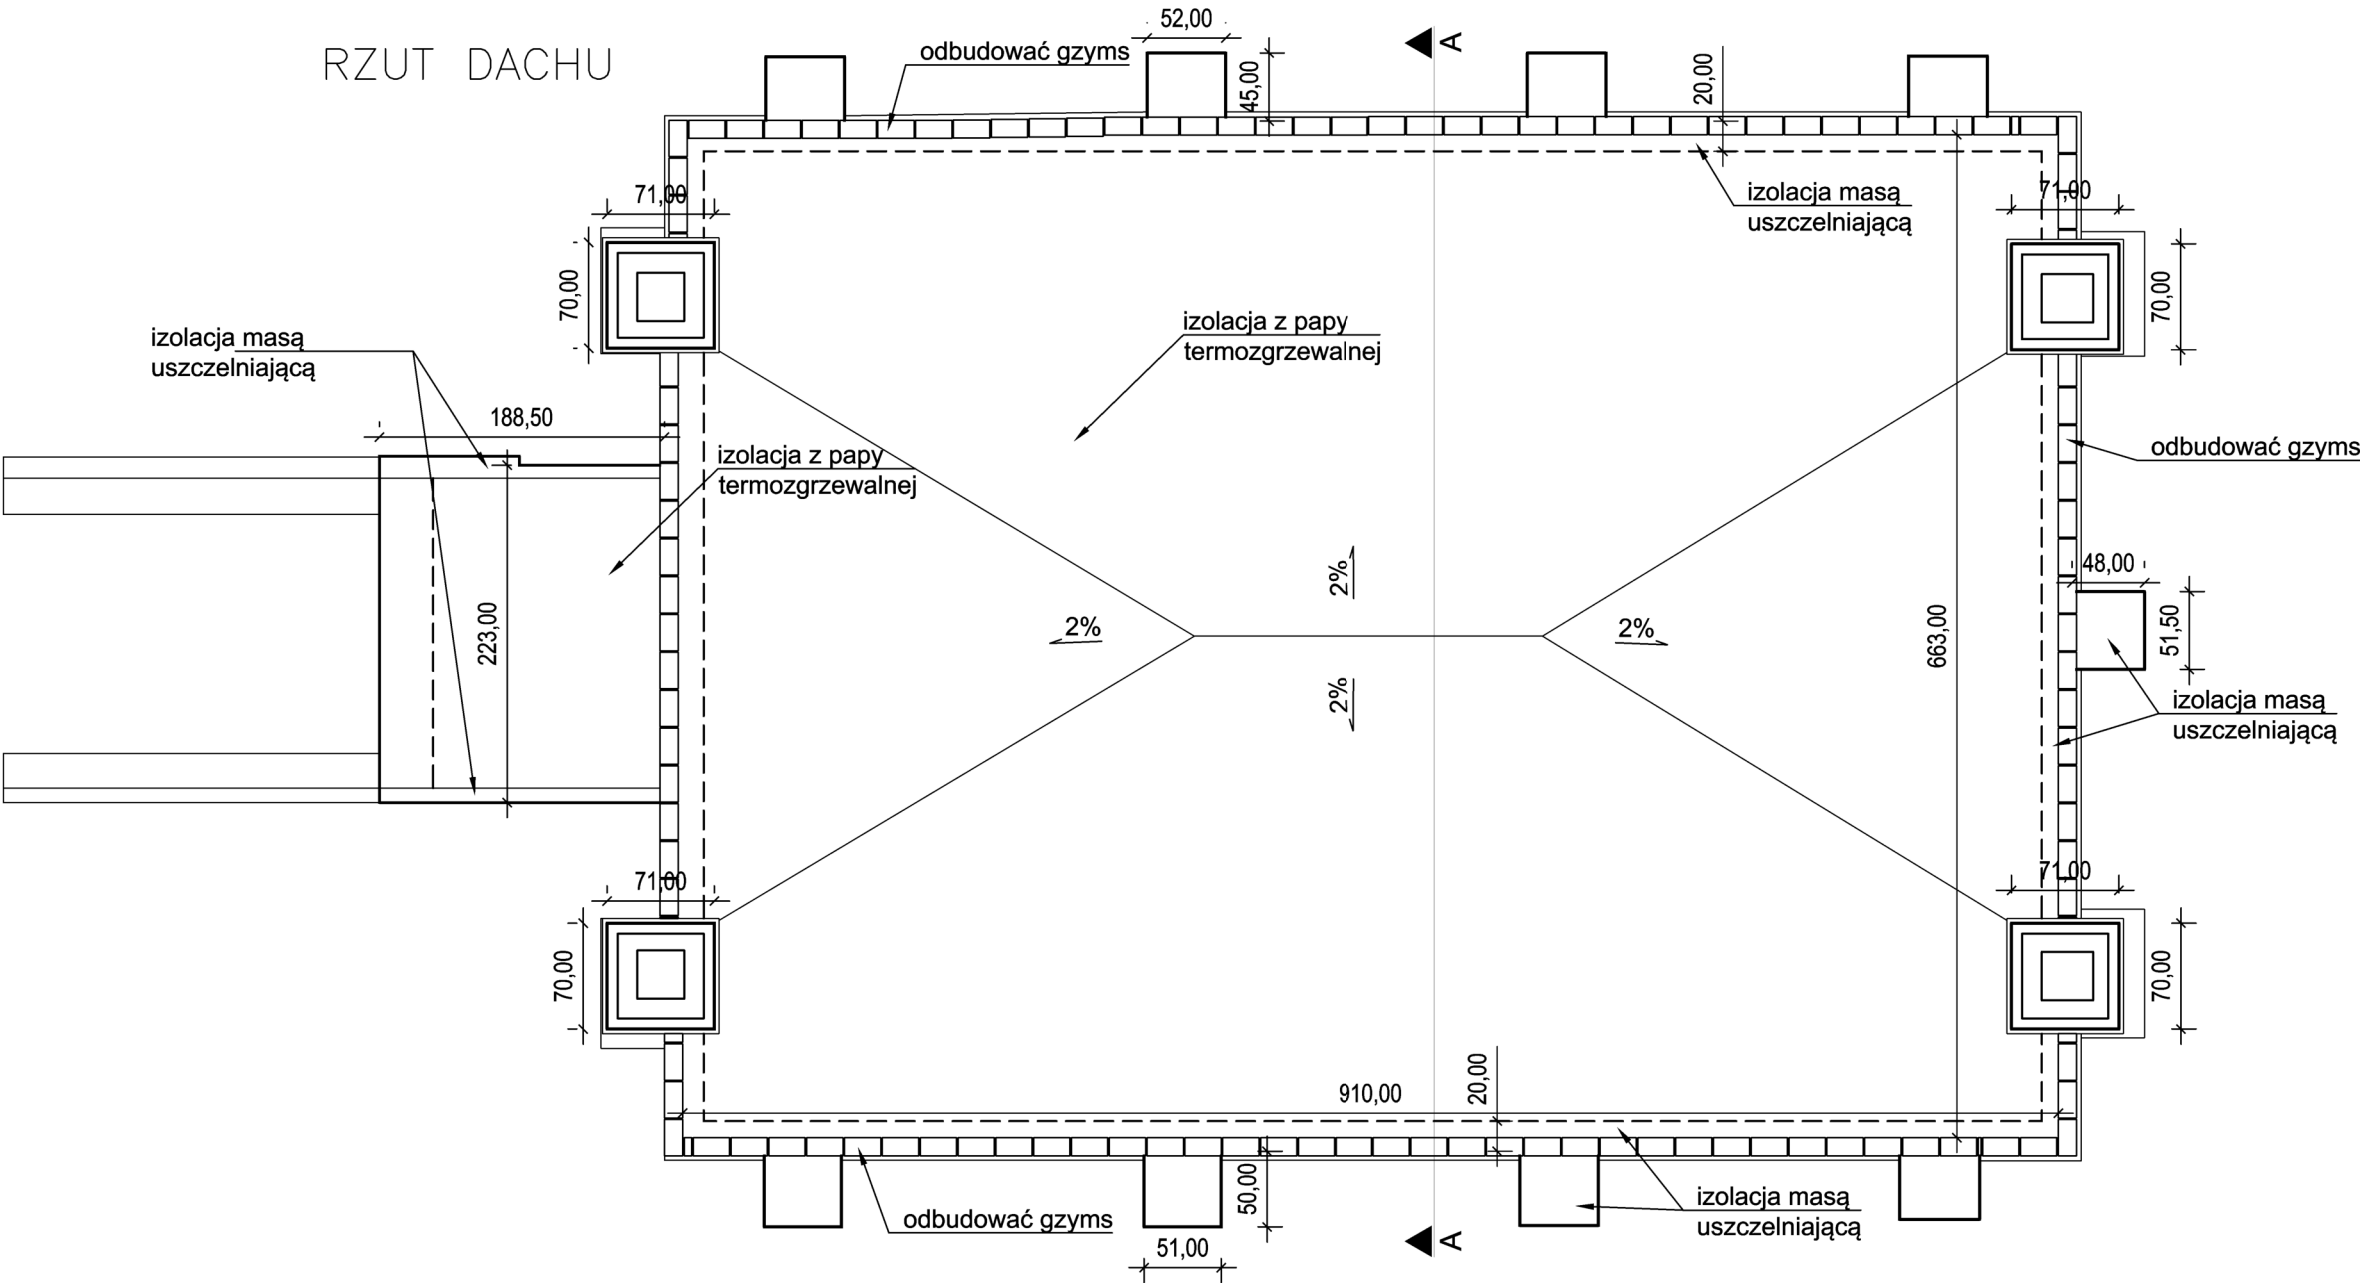 RZUT DACHU
52,00
odbudować gzyms
45,00
A
20,00
71,00
izolacja masą
uszczelniającą
71,00
70,00
70,00
izolacja masą
uszczelniającą
izolacja z papy
termozgrzewalnej
188,50
izolacja z papy
termozgrzewalnej
odbudować gzyms
2%
48,00
223,00
2%
2%
663,00
51,50
2%
izolacja masą
uszczelniającą
71,00
71,00
70,00
70,00
910,00
20,00
50,00
odbudować gzyms
izolacja masą
uszczelniającą
51,00
A